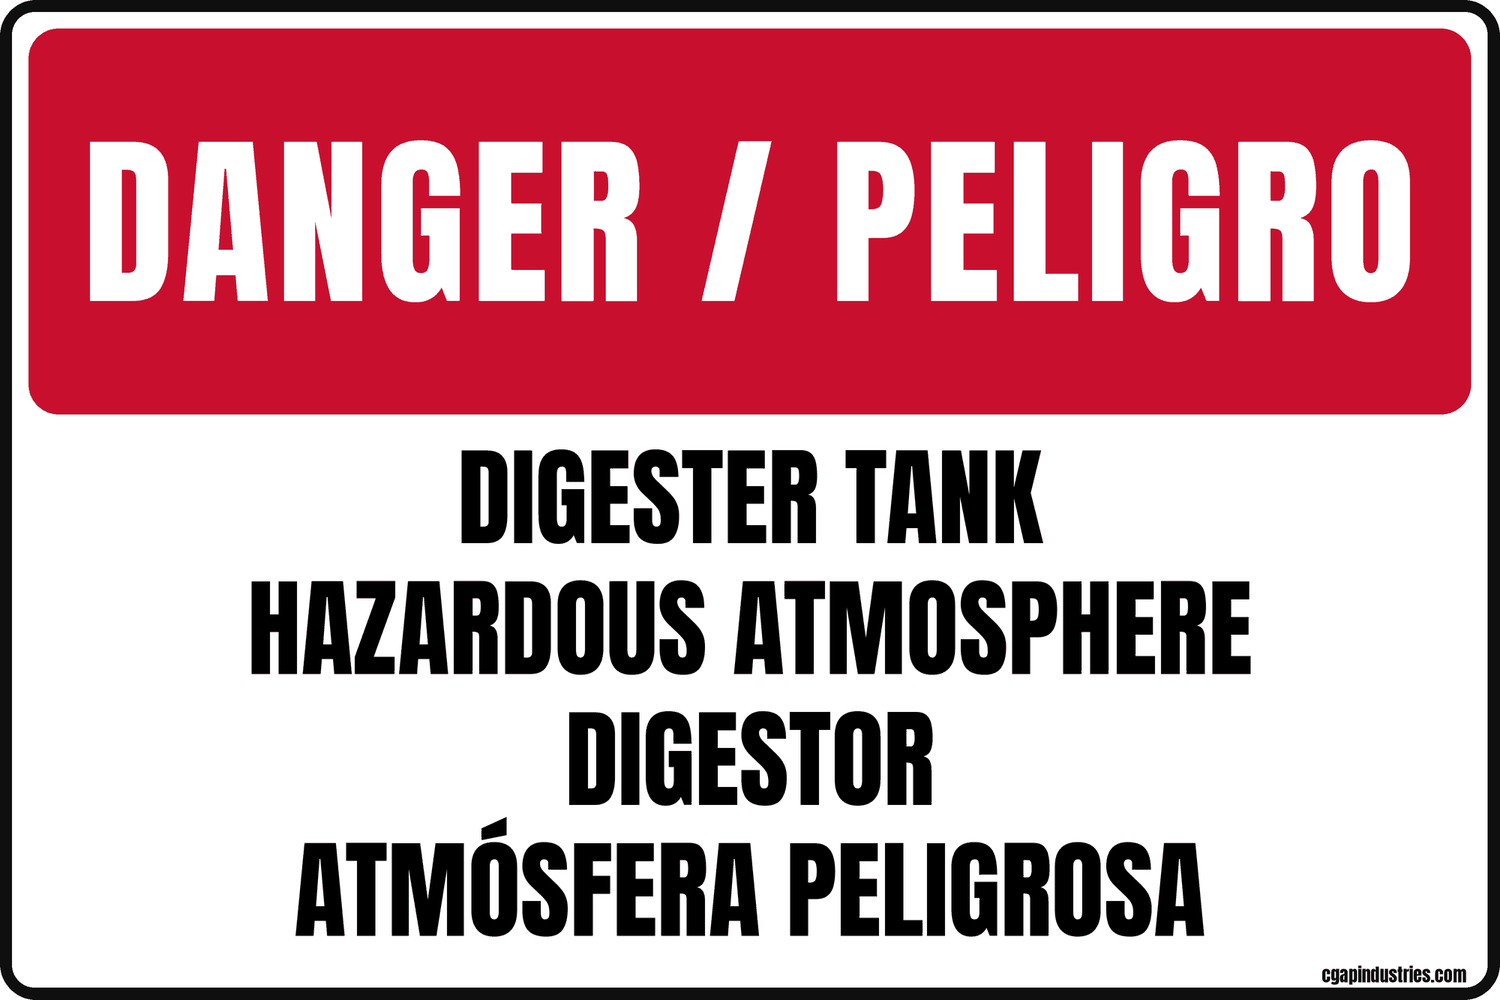 DANGER / PELIGRO
DIGESTER TANK
HAZARDOUS ATMOSPHERE
DIGESTOR
ATMÓSFERA PELIGROSA
cgapindustries.com